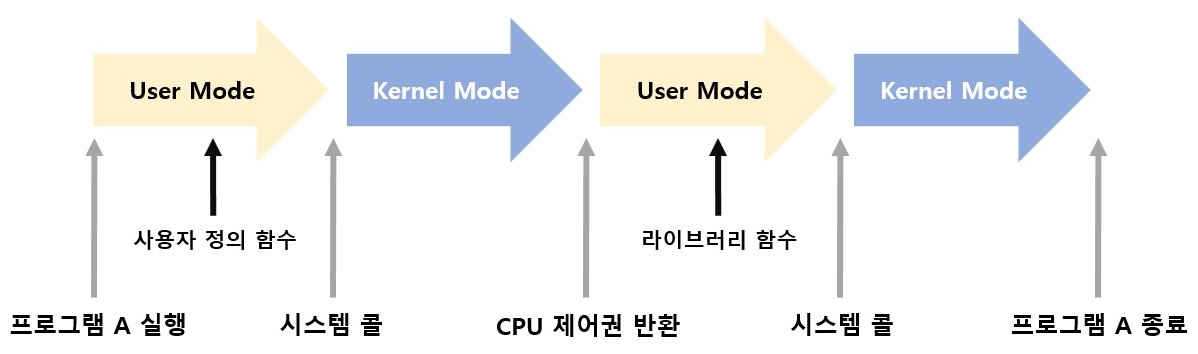 User Mode
Kernel Mode
User Mode
Kernel Mode
사용자 정의 함수
라이브러리 함수
프로그램 A 실행
시스템 콜
CPU 제어권 반환
시스템 콜
프로그램 A 종료